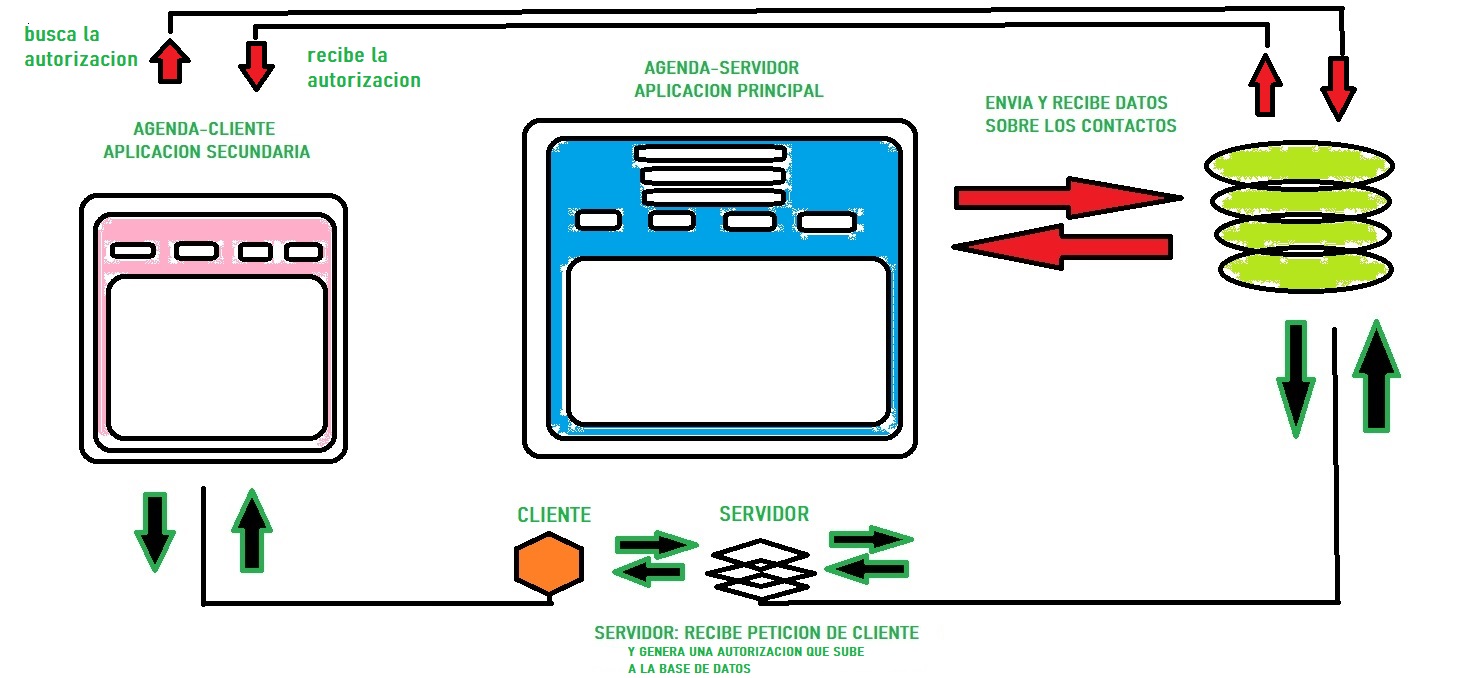 busca la
autorizacion
recibe la
autorizacion
AGENDA-SERVIDOR
APLICACION PRINCIPAL
ENVIA Y RECIBE DATOS
SOBRE LOS CONTACTOS
AGENDA-CLIENTE
APLICACION SECUNDARIA
CLIENTE
SERVIDOR
SERVIDOR: RECIBE PETICION DE CLIENTE
Y GENERA UNA AUTORIZACION QUE SUBE
A LA BASE DE DATOS